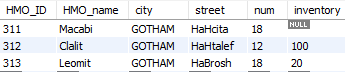 HMO_ID HMO_name city street num inventory
311 Macabi GOTHAM HaHcita 18 NULL
312 Clalit GOTHAM HaHtalef 12 100
313 Leomit GOTHAM HaBrosh 18 20